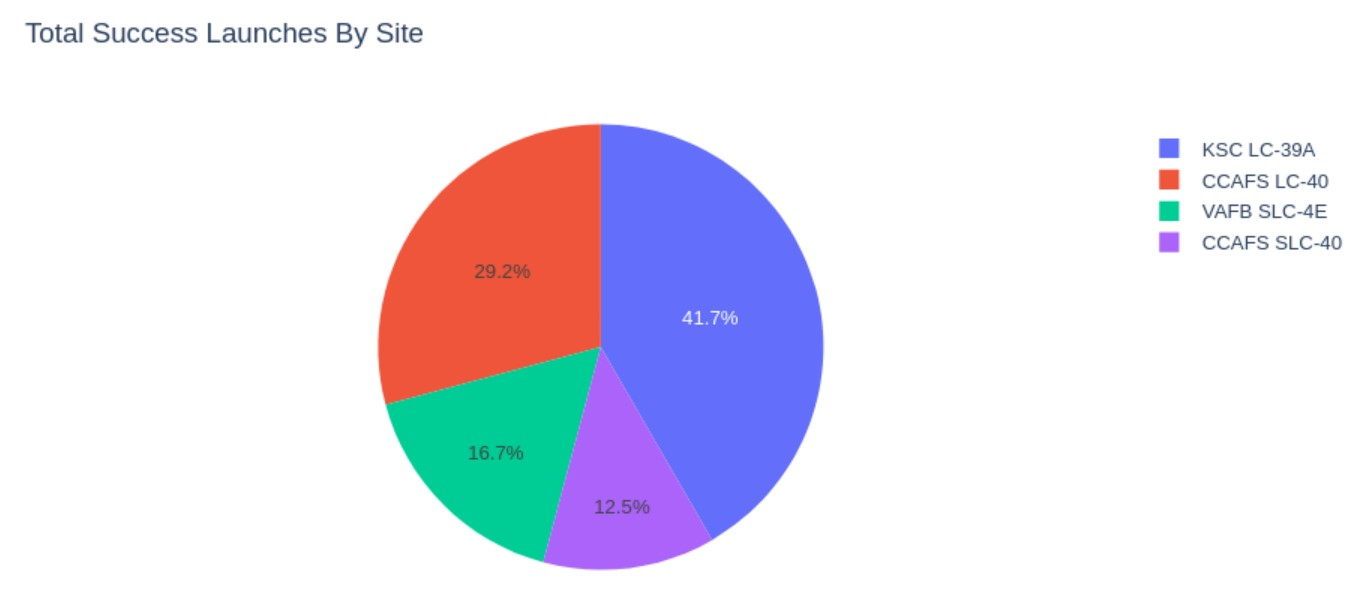 Total Success Launches By Site
KSC LC-39A
CCAFS LC-40
VAFB SLC-4E
CCAFS SLC-40
29.2%
41.7%
16.7%
12.5%